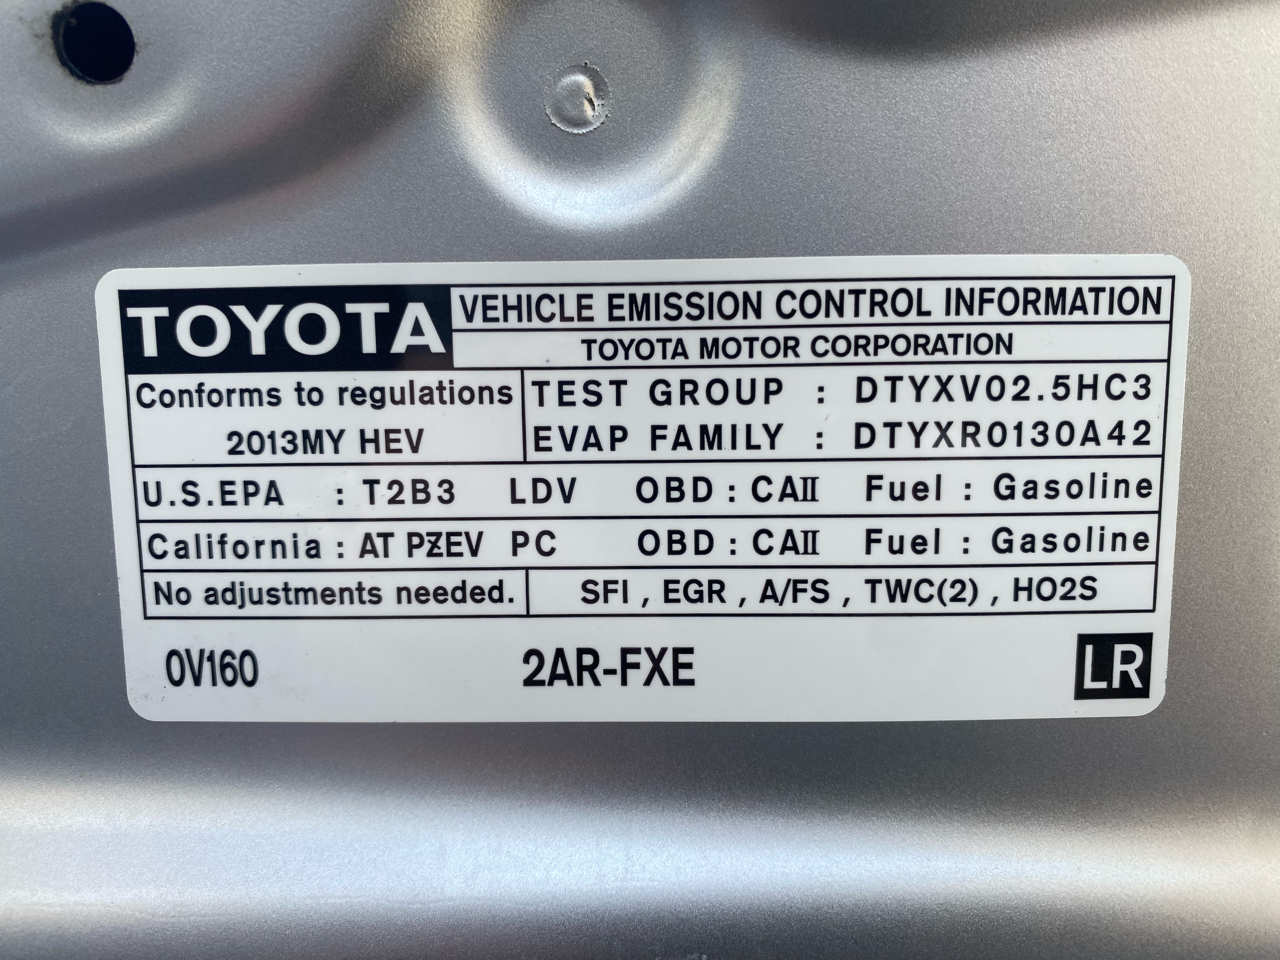 TOYOTA
VEHICLE EMISSION CONTROL INFORMATION
TOYOTA MOTOR CORPORATION
Conforms to regulations
2013MY HEV
TEST GROUP : DTYXV02.5HC3
EVAP FAMILY : DTYXR0130A42
U.S.EPA : T2B3 LDV OBD : CAⅡ Fuel : Gasoline
California : AT PZEV PC OBD : CAⅡ Fuel : Gasoline
No adjustments needed.
SFI , EGR , A/FS , TWC(2) , HO2S
0V160 2AR-FXE LR